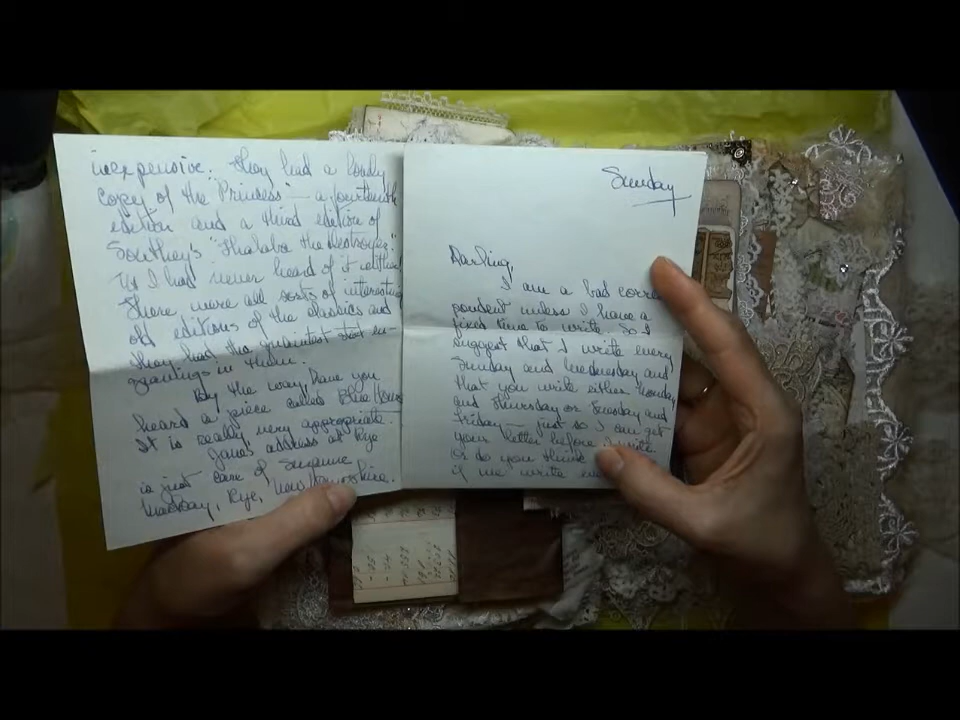 inexpensive. They had a lovely
copy of the "Princess" — a fourteenth
edition and a third edition of
Southey's "Thalaba the Destroyer."
I had never heard of it
There were all sorts of interesting
old editions of the classics and
they had the quaintest steel en-
gravings in them.
By the way, have you
heard a piece called Blue
It is really very appropriate.
Jane's address at Rye
is just care of Suzanne
Rye, New Hampshire.
Sunday
Darling,
I am a bad corre
pondent unless I have a
fixed time to write. So I
suggest that I write every
Sunday and Wednesday and
that you write either Monday
and Thursday or Tuesday and
Friday — just so I can get
your letter before I write
or do you think
if we write